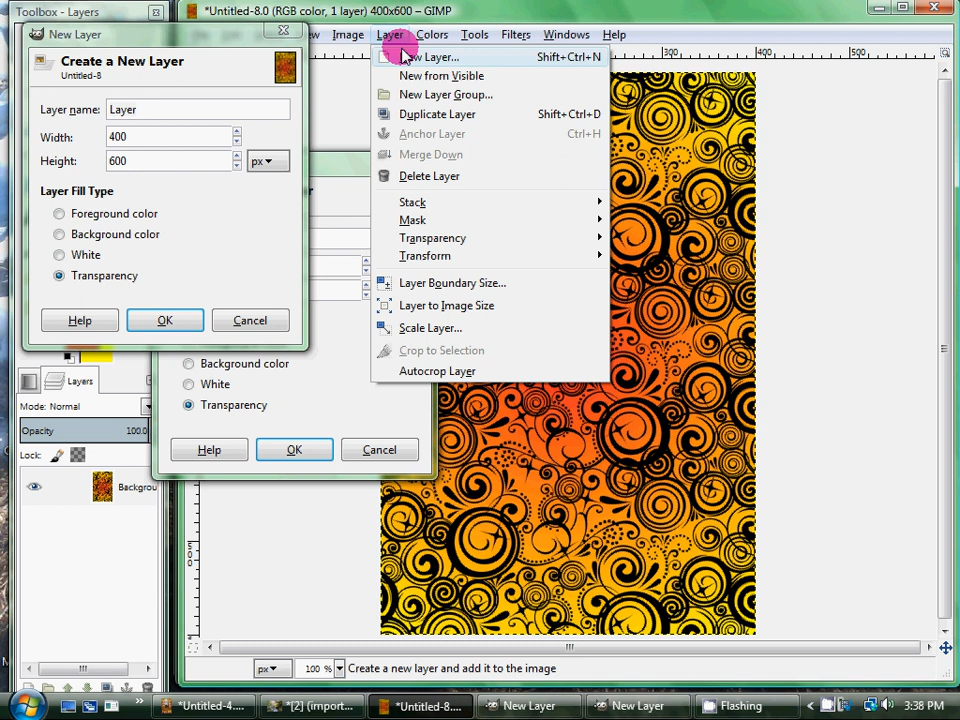 Toolbox - Layers
*Untitled-8.0 (RGB color, 1 layer) 400x600 – GIMP
New Layer
Image Layer Colors Tools Filters Windows Help
Create a New Layer
Untitled-8
Layer name: Layer
Width: 400
Height: 600
px
Layer Fill Type
Foreground color
Background color
White
Transparency
Help OK Cancel
Layer... Shift+Ctrl+N
New from Visible
New Layer Group...
Duplicate Layer Shift+Ctrl+D
Anchor Layer Ctrl+H
Merge Down
Delete Layer
Stack
Mask
Transparency
Transform
Layer Boundary Size...
Layer to Image Size
Scale Layer...
Crop to Selection
Autocrop Layer
300 400 500
Background color
White
Transparency
Help OK Cancel
Layers
Mode: Normal
Opacity 100.0
Lock:
Backgrou
500
px 100 % Create a new layer and add it to the image
*Untitled-4.... *[2] (import... *Untitled-8.... New Layer New Layer Flashing 3:38 PM